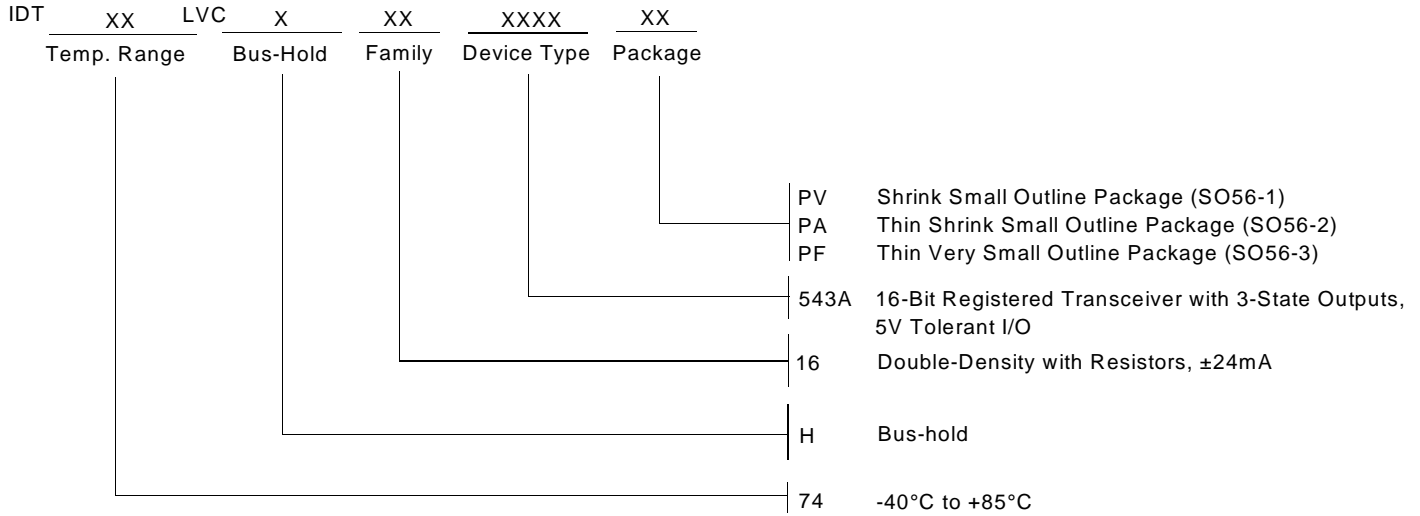 IDT XX LVC X XX XXXX XX
Temp. Range Bus-Hold Family Device Type Package
PV Shrink Small Outline Package (SO56-1)
PA Thin Shrink Small Outline Package (SO56-2)
PF Thin Very Small Outline Package (SO56-3)
543A 16-Bit Registered Transceiver with 3-State Outputs,
5V Tolerant I/O
16 Double-Density with Resistors, ±24mA
H Bus-hold
74 -40°C to +85°C